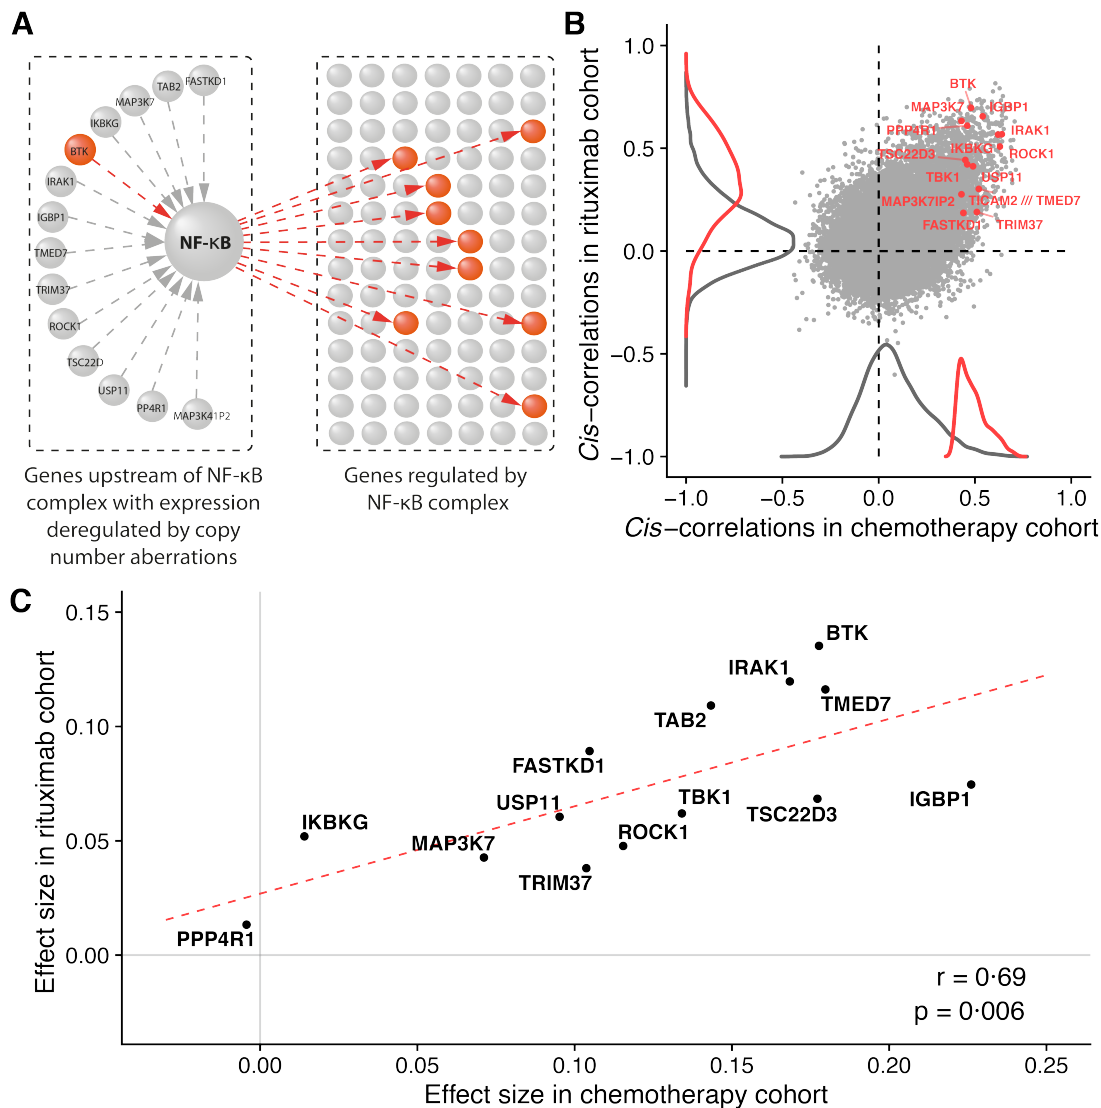 A
FASTKD1
TAB2
MAP3K7
IKBKG
BTK
IRAK1
IGBP1
TMED7
TRIM37
ROCK1
TSC22D
USP11
PP4R1
MAP3K41P2
NF-κB
Genes upstream of NF-κB
complex with expression
deregulated by copy
number aberrations
Genes regulated by
NF-κB complex
B
Cis−correlations in rituximab cohort
1.0
0.5
0.0
−0.5
−1.0
BTK
MAP3K7
IGBP1
PPP4R1
IRAK1
IKBKG
ROCK1
TSC22D3
TBK1
USP11
MAP3K7IP2
TICAM2 /// TMED7
FASTKD1
TRIM37
−1.0 −0.5 0.0 0.5 1.0
Cis−correlations in chemotherapy cohort
C
Effect size in rituximab cohort
0.15
0.10
0.05
0.00
BTK
IRAK1
TMED7
TAB2
FASTKD1
USP11
TBK1
IGBP1
TSC22D3
IKBKG
ROCK1
MAP3K7
TRIM37
PPP4R1
r = 0·69
p = 0·006
0.00 0.05 0.10 0.15 0.20 0.25
Effect size in chemotherapy cohort